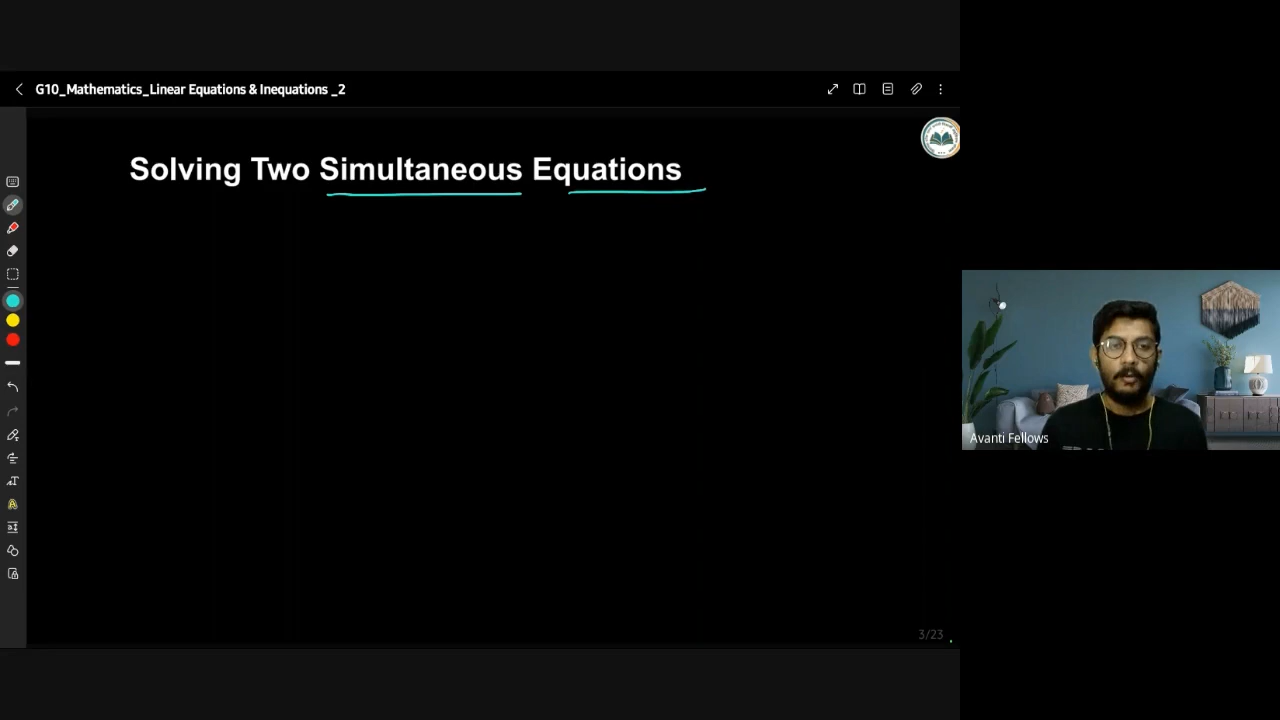 G10_Mathematics_Linear Equations & Inequations _2
Solving Two Simultaneous Equations
Avanti Fellows
3/23